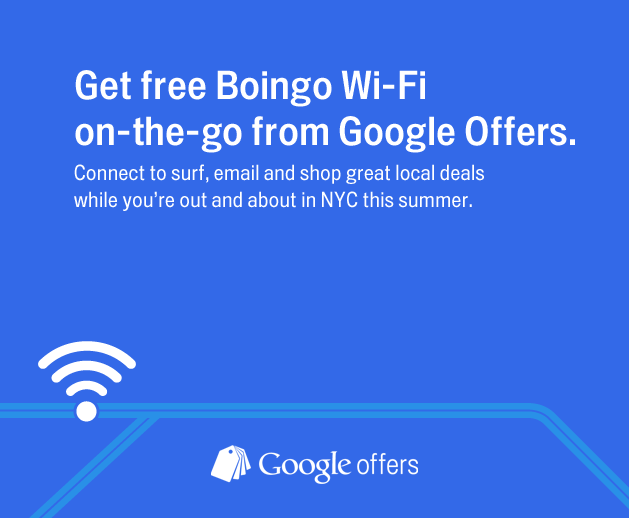 Get free Boingo Wi-Fi
on-the-go from Google Offers.
Connect to surf, email and shop great local deals
while you're out and about in NYC this summer.
Google offers